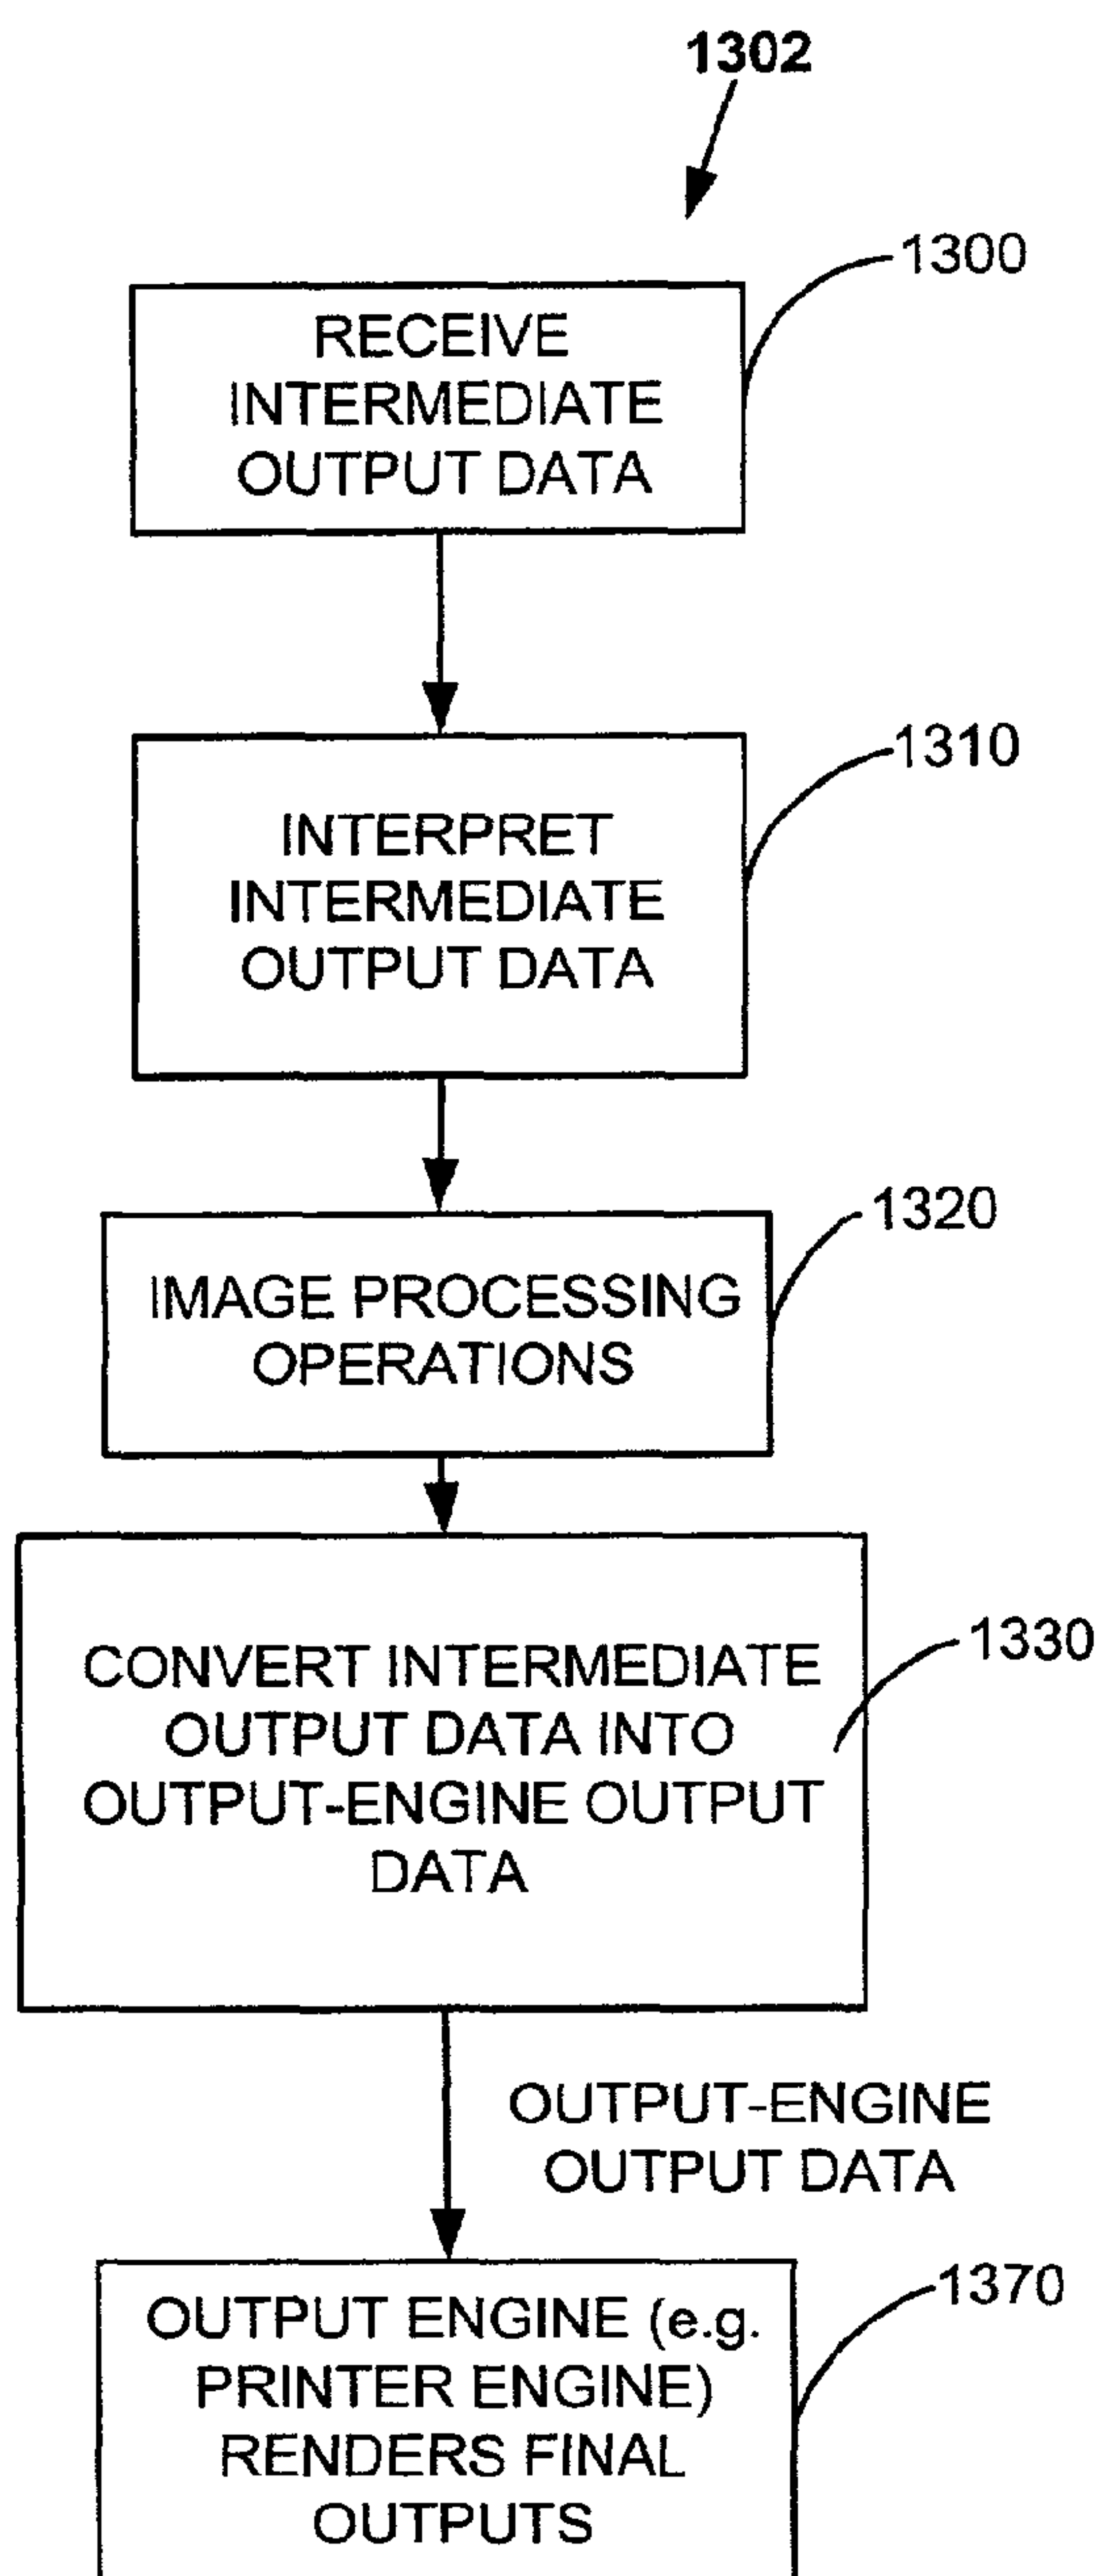 1302
1300
RECEIVE
INTERMEDIATE
OUTPUT DATA
1310
INTERPRET
INTERMEDIATE
OUTPUT DATA
1320
IMAGE PROCESSING
OPERATIONS
1330
CONVERT INTERMEDIATE
OUTPUT DATA INTO
OUTPUT-ENGINE OUTPUT
DATA
OUTPUT-ENGINE
OUTPUT DATA
1370
OUTPUT ENGINE (e.g.
PRINTER ENGINE)
RENDERS FINAL
OUTPUTS